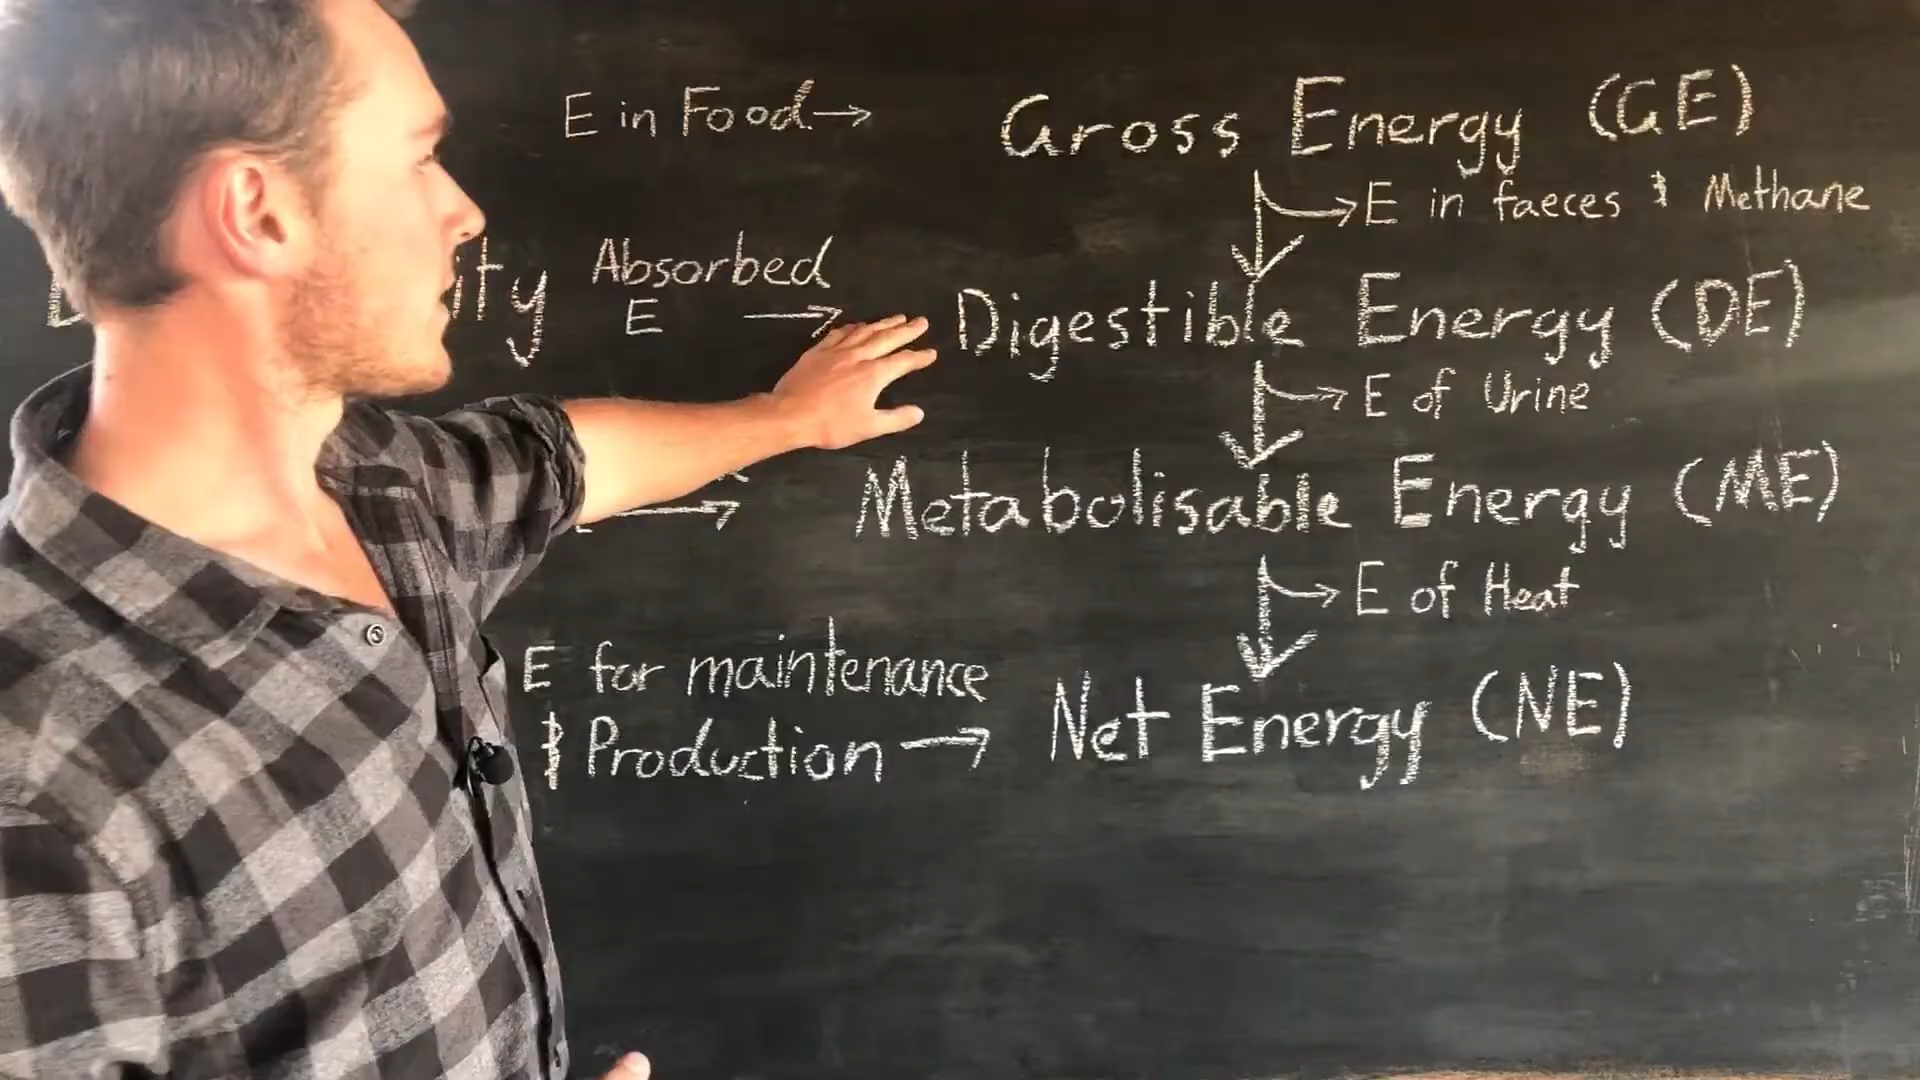 E in Food→ Gross Energy (GE)
→E in faeces & Methane
Absorbed
E → Digestible Energy (DE)
→E of Urine
→ Metabolisable Energy (ME)
→E of Heat
E for maintenance
& Production → Net Energy (NE)